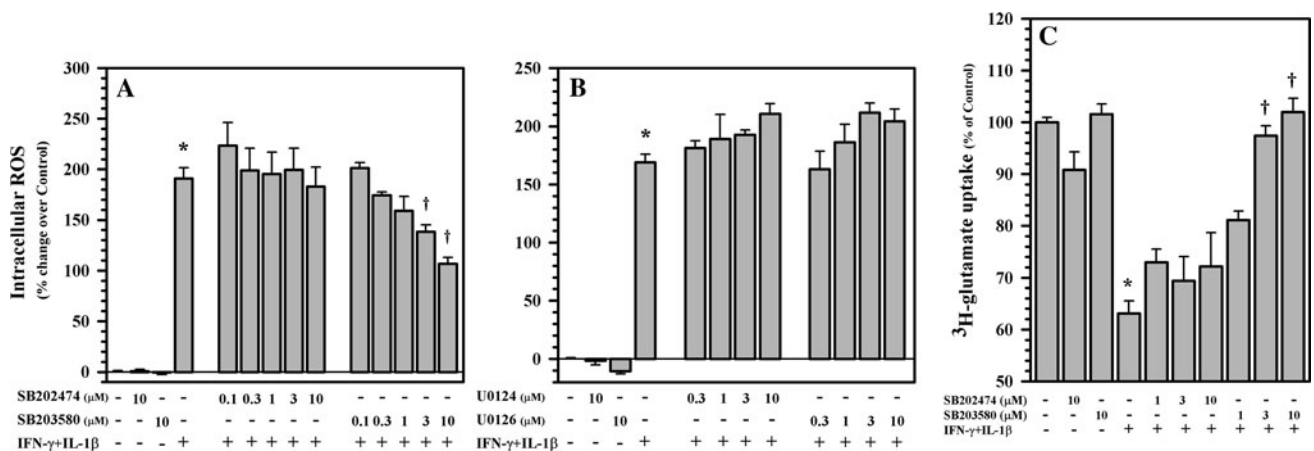 A
Intracellular ROS
(% change over Control)
300
250
200
150
100
50
0
*
†
†
SB202474 (μM) - 10 - - 0.1 0.3 1 3 10 - - - - -
SB203580 (μM) - - 10 - - - - - - 0.1 0.3 1 3 10
IFN-γ+IL-1β - - - + + + + + + + + + + +
B
250
200
150
100
50
0
*
U0124 (μM) - 10 - - 0.3 1 3 10 - - - -
U0126 (μM) - - 10 - - - - - 0.3 1 3 10
IFN-γ+IL-1β - - - + + + + + + + + +
C
³H-glutamate uptake (% of Control)
120
110
100
90
80
70
60
50
*
†
†
SB202474 (μM) - 10 - - 1 3 10 - - -
SB203580 (μM) - - 10 - - - - 1 3 10
IFN-γ+IL-1β - - - + + + + + + +